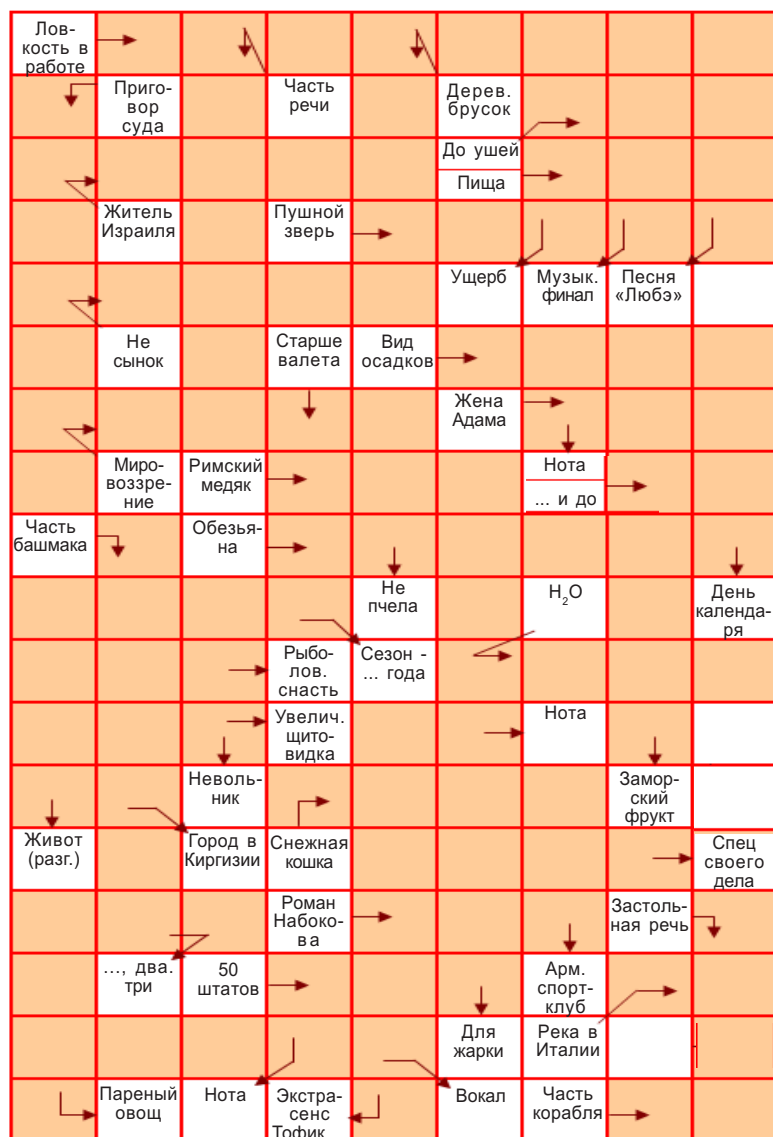 Лов-
кость в
работе
Приго-
вор
суда
Часть
речи
Дерев.
брусок
До ушей
Пища
Житель
Израиля
Пушной
зверь
Ущерб
Музык.
финал
Песня
«Любэ»
Не
сынок
Старше
валета
Вид
осадков
Жена
Адама
Миро-
воззре-
ние
Римский
медяк
Нота
... и до
Часть
башмака
Обезья-
на
Не
пчела
H₂O
День
календа-
ря
Рыбо-
лов.
снасть
Сезон -
... года
Увелич.
щито-
видка
Нота
Неволь-
ник
Замор-
ский
фрукт
Живот
(разг.)
Город в
Киргизии
Снежная
кошка
Спец
своего
дела
Роман
Набоко-
ва
Застоль-
ная речь
..., два.
три
50
штатов
Арм.
спорт-
клуб
Для
жарки
Река в
Италии
Пареный
овощ
Нота
Экстра-
сенс
Тофик
Вокал
Часть
корабля